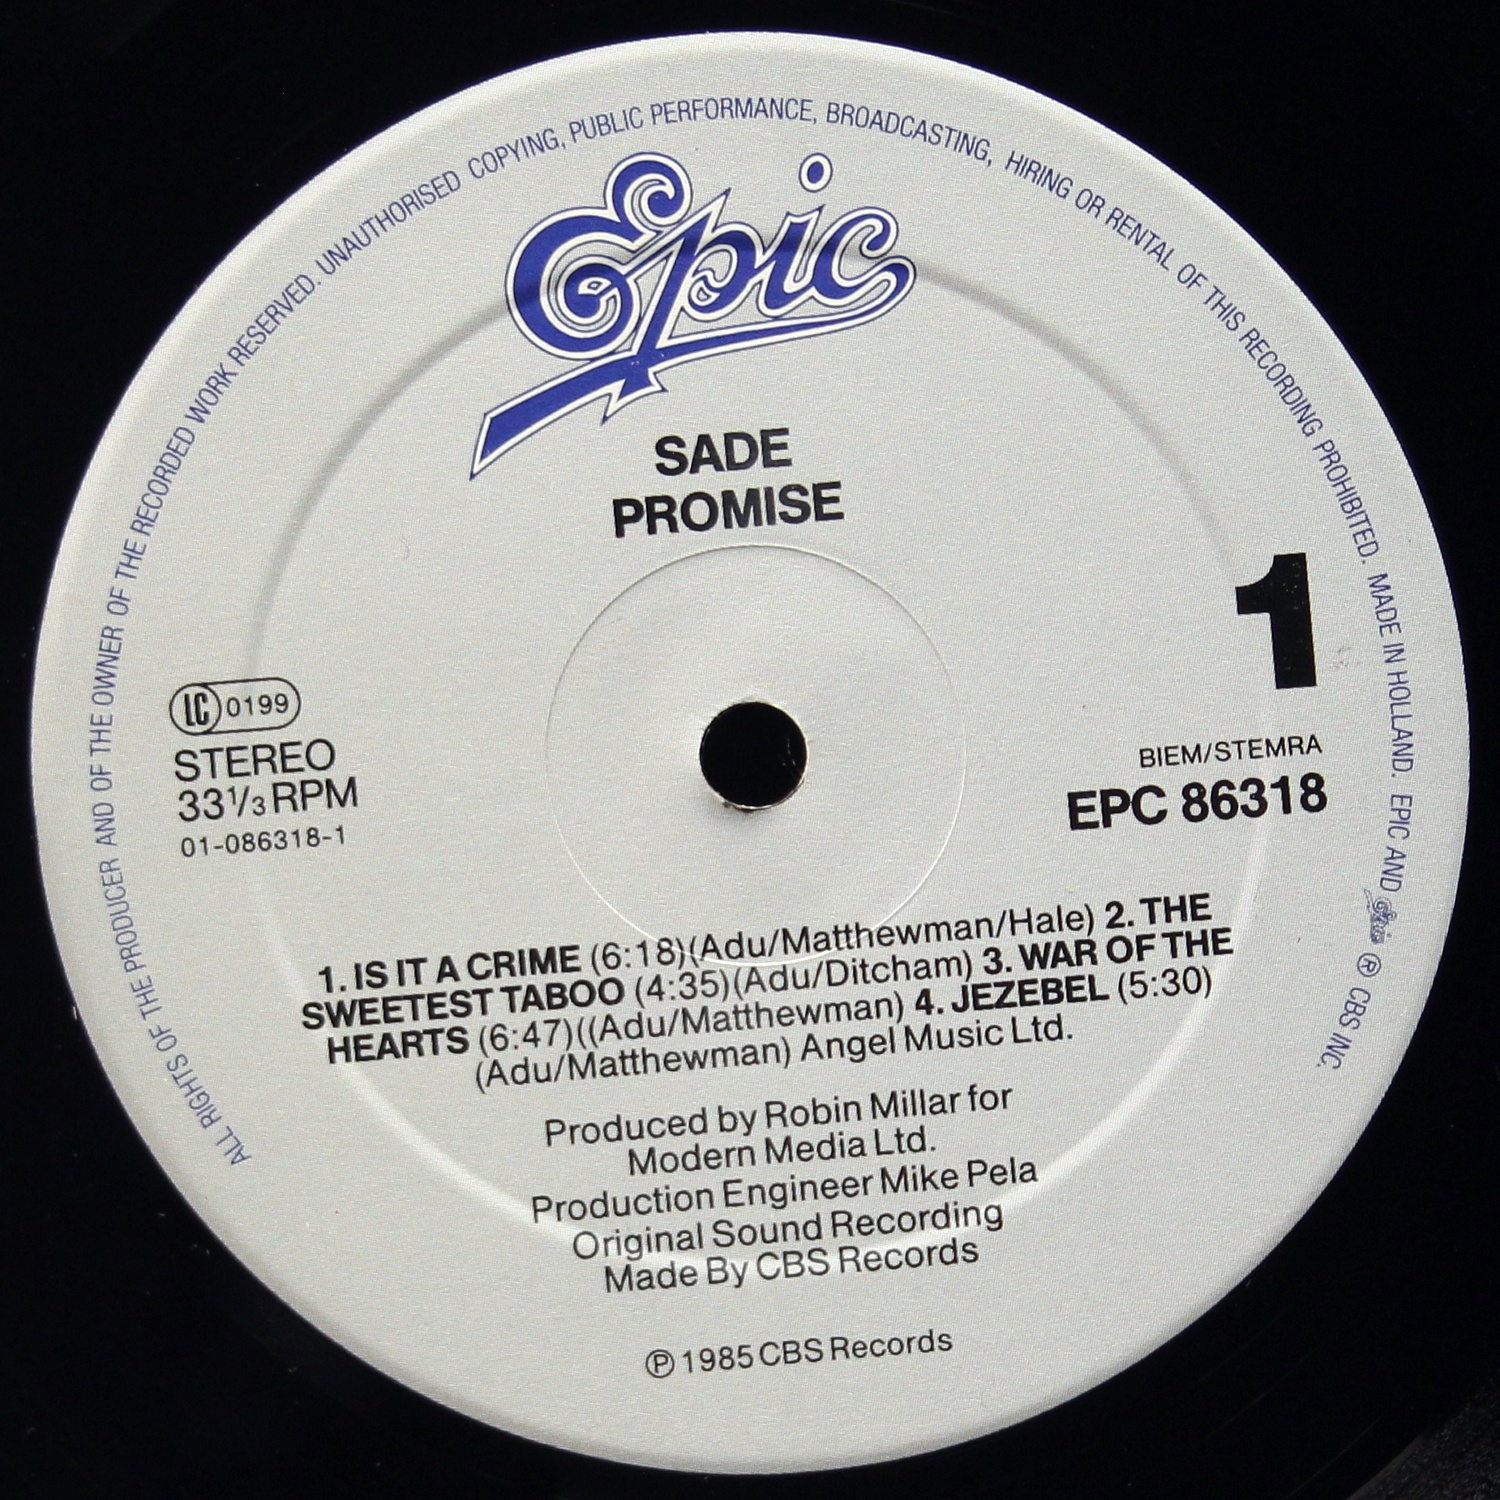 ALL RIGHTS OF THE PRODUCER AND OF THE OWNER OF THE RECORDED WORK RESERVED. UNAUTHORISED COPYING, PUBLIC PERFORMANCE, BROADCASTING, HIRING OR RENTAL OF THIS RECORDING PROHIBITED. MADE IN HOLLAND. EPIC AND Epic ® CBS INC.
Epic
SADE
PROMISE
1
LC 0199
STEREO
33⅓ RPM
01-086318-1
BIEM/STEMRA
EPC 86318
1. IS IT A CRIME (6:18)(Adu/Matthewman/Hale) 2. THE
SWEETEST TABOO (4:35)(Adu/Ditcham) 3. WAR OF THE
HEARTS (6:47)((Adu/Matthewman) 4. JEZEBEL (5:30)
(Adu/Matthewman) Angel Music Ltd.
Produced by Robin Millar for
Modern Media Ltd.
Production Engineer Mike Pela
Original Sound Recording
Made By CBS Records
℗ 1985 CBS Records